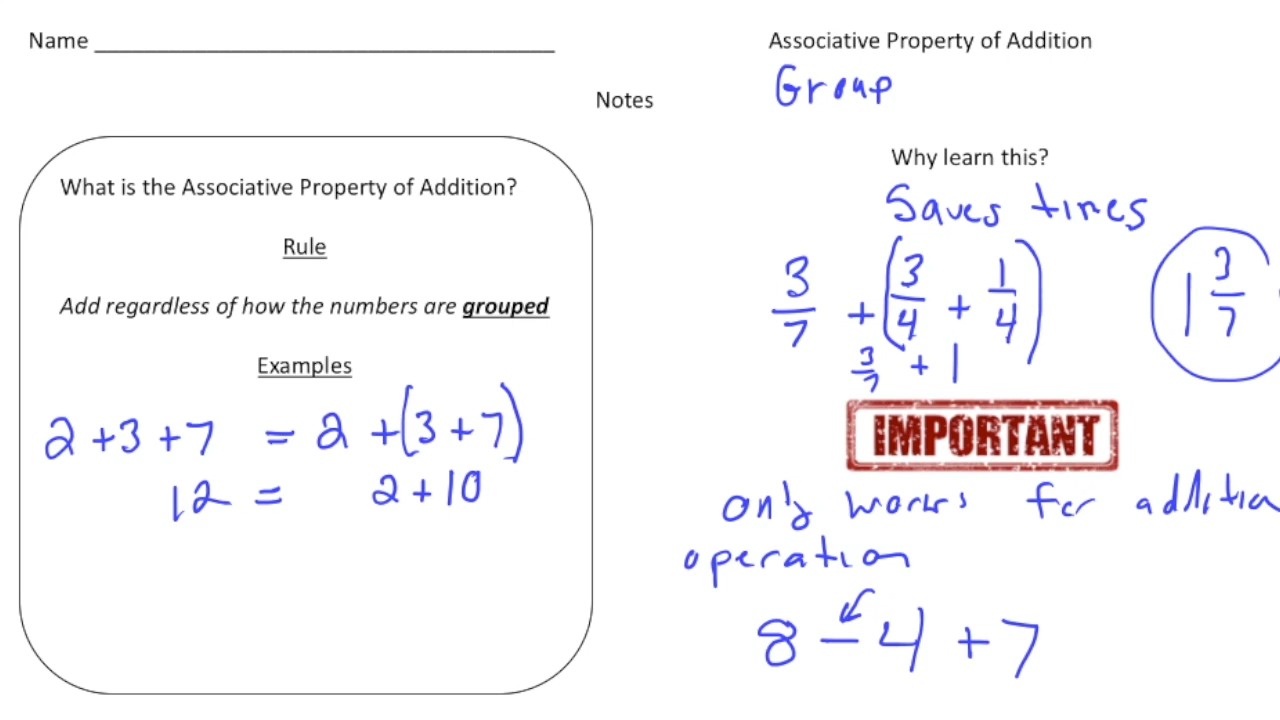 Name
Associative Property of Addition
Group
Notes
What is the Associative Property of Addition?
Rule
Add regardless of how the numbers are grouped
Examples
2 + 3 + 7 = 2 + (3 + 7)
12 = 2 + 10
Why learn this?
Saves times
3/7 + (3/4 + 1/4)
3/7 + 1
1 3/7
IMPORTANT
only works for addition
operation
8 - 4 + 7